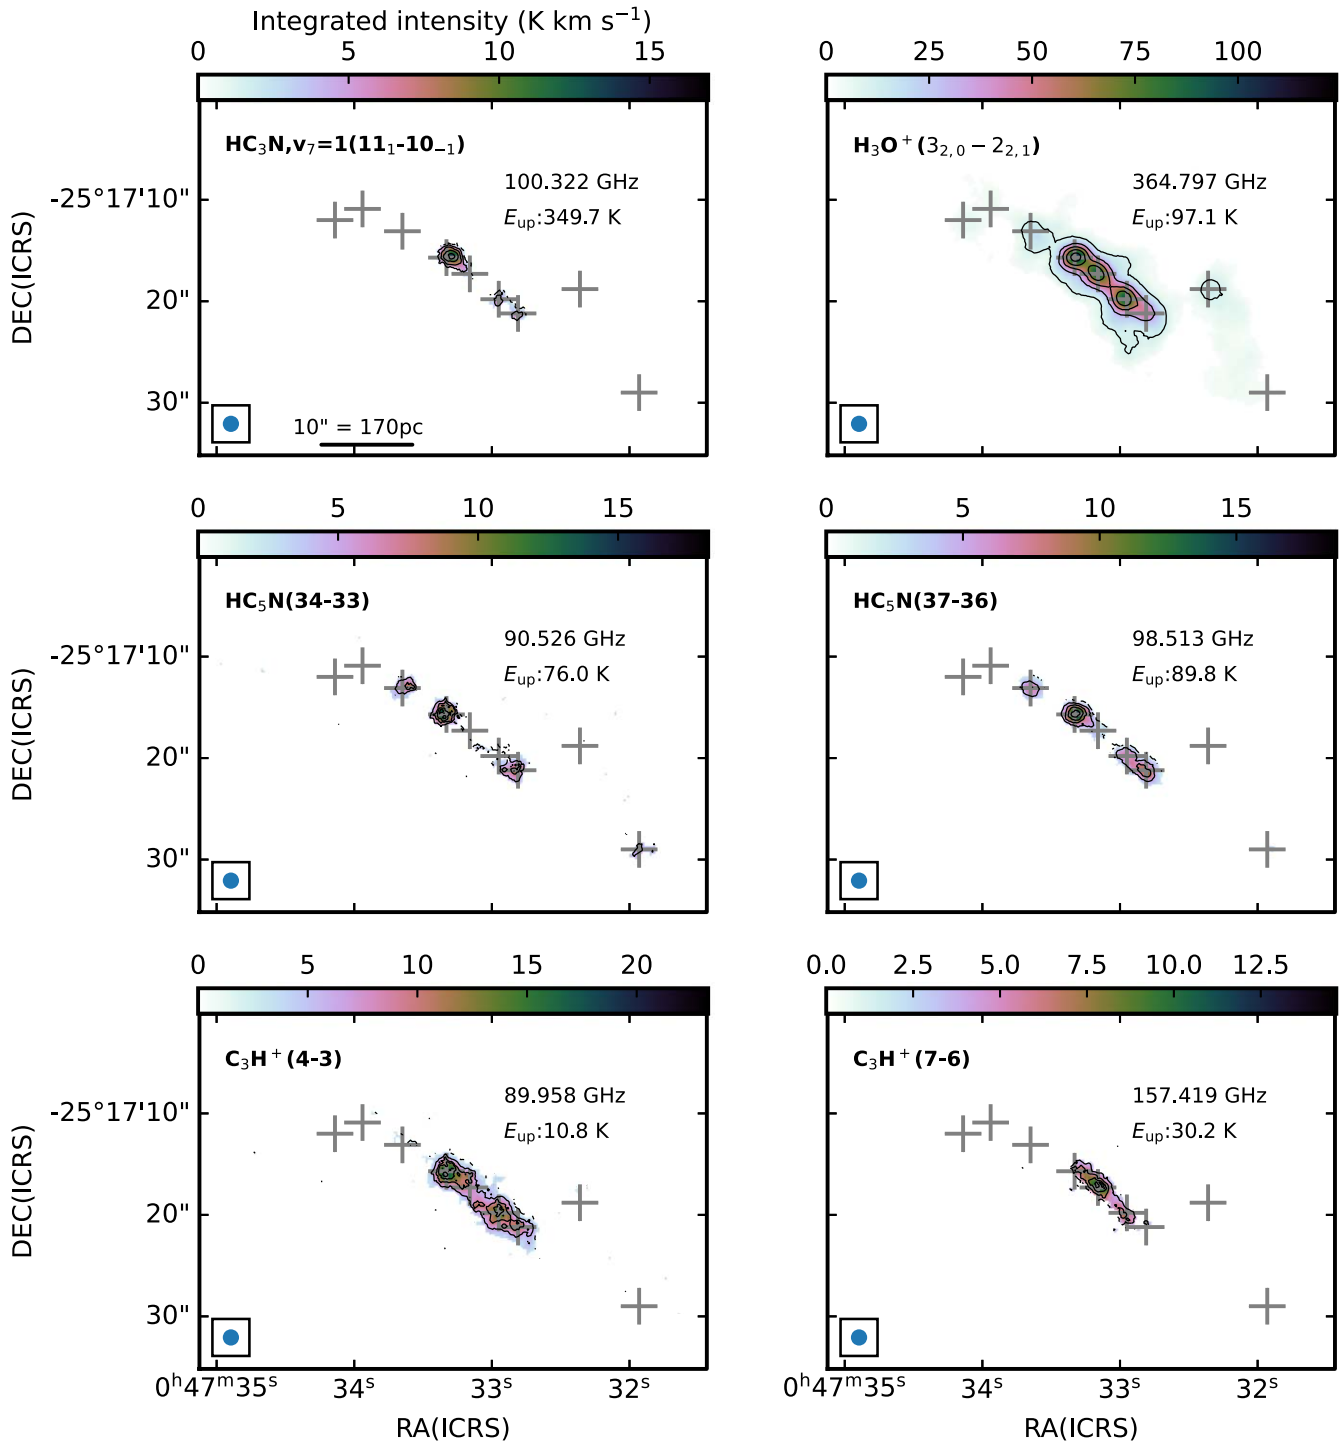 Integrated intensity (K km s⁻¹)
0 5 10 15
0 25 50 75 100
HC₃N,v₇=1(11₁-10₋₁)
100.322 GHz
E_up:349.7 K
H₃O⁺(3₂,₀ − 2₂,₁)
364.797 GHz
E_up:97.1 K
DEC(ICRS)
-25°17'10"
20"
30"
10" = 170pc
0 5 10 15
0 5 10 15
HC₅N(34-33)
90.526 GHz
E_up:76.0 K
HC₅N(37-36)
98.513 GHz
E_up:89.8 K
DEC(ICRS)
-25°17'10"
20"
30"
0 5 10 15 20
0.0 2.5 5.0 7.5 10.0 12.5
C₃H⁺(4-3)
89.958 GHz
E_up:10.8 K
C₃H⁺(7-6)
157.419 GHz
E_up:30.2 K
DEC(ICRS)
-25°17'10"
20"
30"
0ʰ47ᵐ35ˢ 34ˢ 33ˢ 32ˢ
0ʰ47ᵐ35ˢ 34ˢ 33ˢ 32ˢ
RA(ICRS)
RA(ICRS)